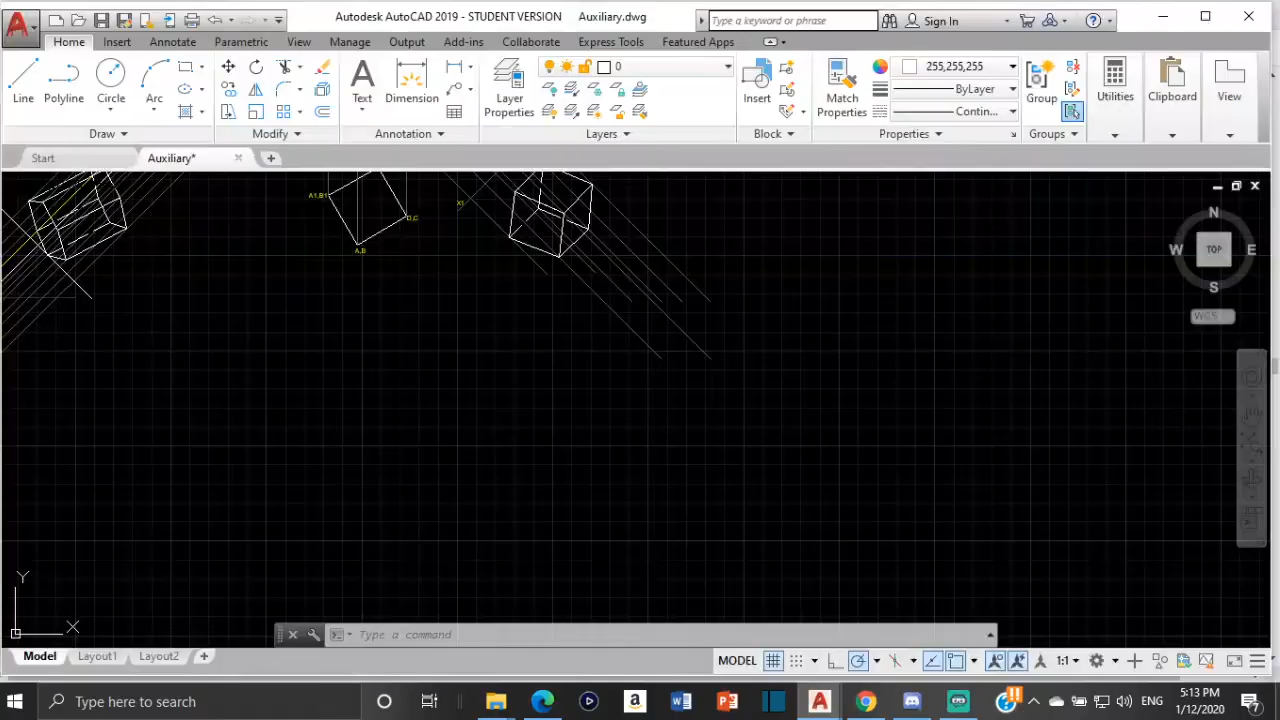 Autodesk AutoCAD 2019 - STUDENT VERSION Auxiliary.dwg
Type a keyword or phrase
Sign In
Home Insert Annotate Parametric View Manage Output Add-ins Collaborate Express Tools Featured Apps
0
255,255,255
ByLayer
Contin...
Line Polyline Circle Arc
Text Dimension
Layer
Properties
Insert
Match
Properties
Group
Utilities
Clipboard
View
Draw Modify Annotation Layers Block Properties Groups
Start Auxiliary*
A1,B1
X1
D,C
A,B
N
W TOP E
S
WCS
Y
X
Type a command
Model Layout1 Layout2
MODEL
1:1
Type here to search
ENG
5:13 PM
1/12/2020
7